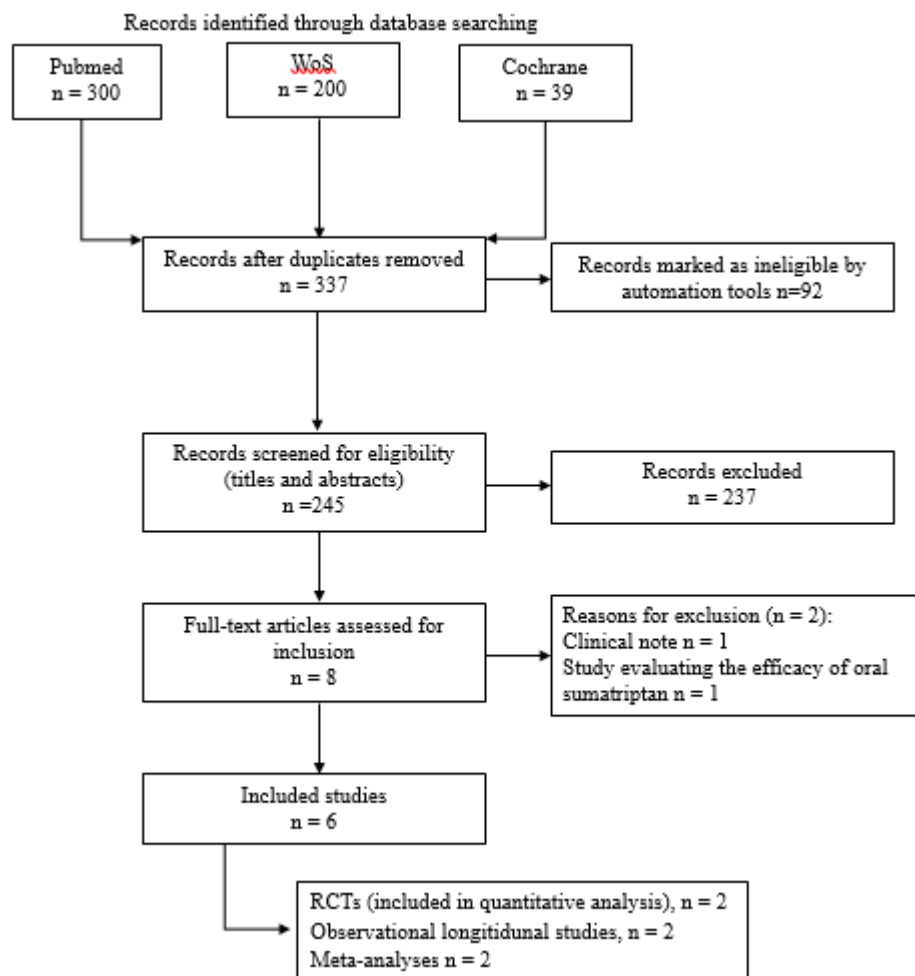 Records identified through database searching
Pubmed
n = 300
WoS
n = 200
Cochrane
n = 39
Records after duplicates removed
n = 337
Records marked as ineligible by
automation tools n=92
Records screened for eligibility
(titles and abstracts)
n =245
Records excluded
n = 237
Full-text articles assessed for
inclusion
n = 8
Reasons for exclusion (n = 2):
Clinical note n = 1
Study evaluating the efficacy of oral
sumatriptan n = 1
Included studies
n = 6
RCTs (included in quantitative analysis), n = 2
Observational longitidunal studies, n = 2
Meta-analyses n = 2